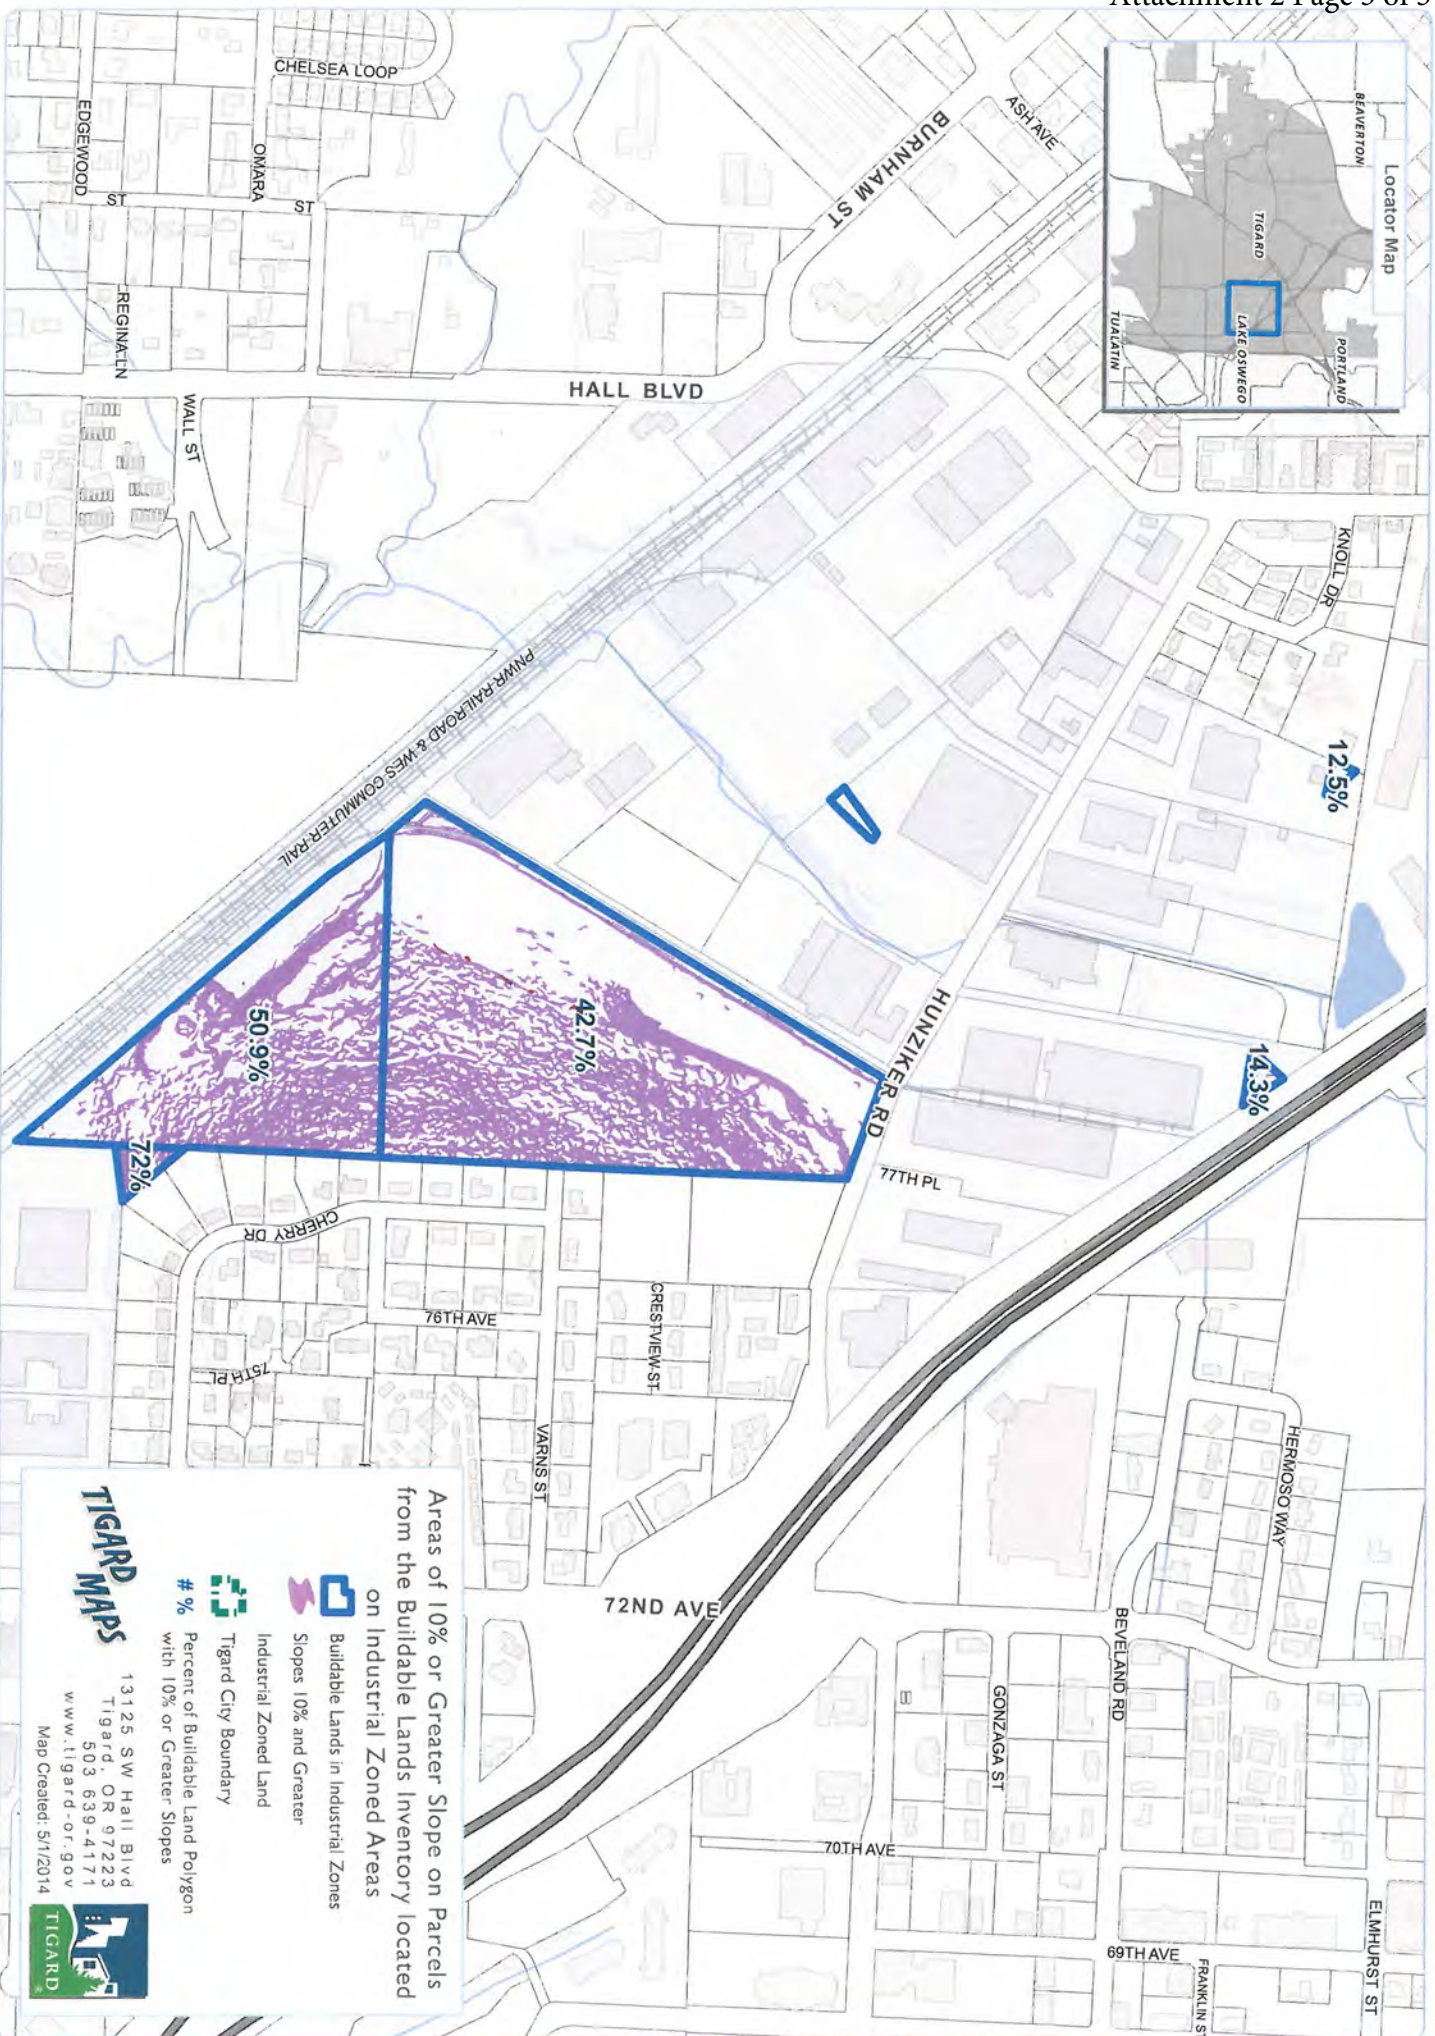 Attachment 2 Page 3 of 3
Locator Map
BEAVERTON
TIGARD
PORTLAND
LAKE OSWEGO
TUALATIN
CHELSEA LOOP
EDGEWOOD
ST
OMARA
ST
REGINA LN
WALL ST
HALL BLVD
BURNHAM ST
ASH AVE
KNOLL DR
PNWR RAILROAD & WES COMMUTER RAIL
HUNZIKER RD
12.5%
14.3%
42.7%
50.9%
72%
77TH PL
CHERRY DR
76TH AVE
75TH PL
CRESTVIEW ST
VARNS ST
72ND AVE
HERMOSO WAY
BEVELAND RD
GONZAGA ST
70TH AVE
69TH AVE
FRANKLIN S
ELMHURST ST
Areas of 10% or Greater Slope on Parcels
from the Buildable Lands Inventory located
on Industrial Zoned Areas
Buildable Lands in Industrial Zones
Slopes 10% and Greater
Industrial Zoned Land
Tigard City Boundary
# % Percent of Buildable Land Polygon
with 10% or Greater Slopes
TIGARD MAPS
13125 SW Hall Blvd
Tigard, OR 97223
503 639-4171
www.tigard-or.gov
Map Created: 5/1/2014
TIGARD